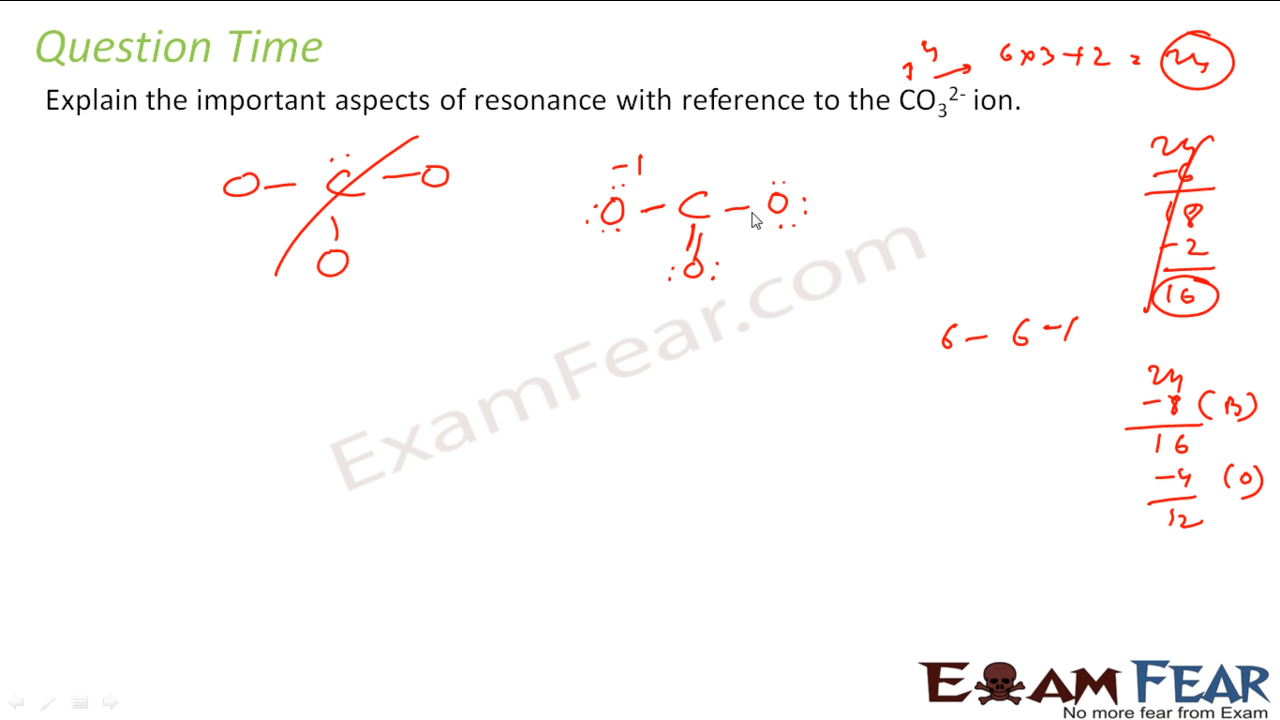 Question Time
4 → 6x3+2 = 24
Explain the important aspects of resonance with reference to the CO₃²⁻ ion.
O - C - O
O
-1
O - C - O
O
24
-6
18
-2
16
6 - 6 -1
24
-8 (B)
16
-4 (O)
12
ExamFear.com
EXAM FEAR
No more fear from Exam